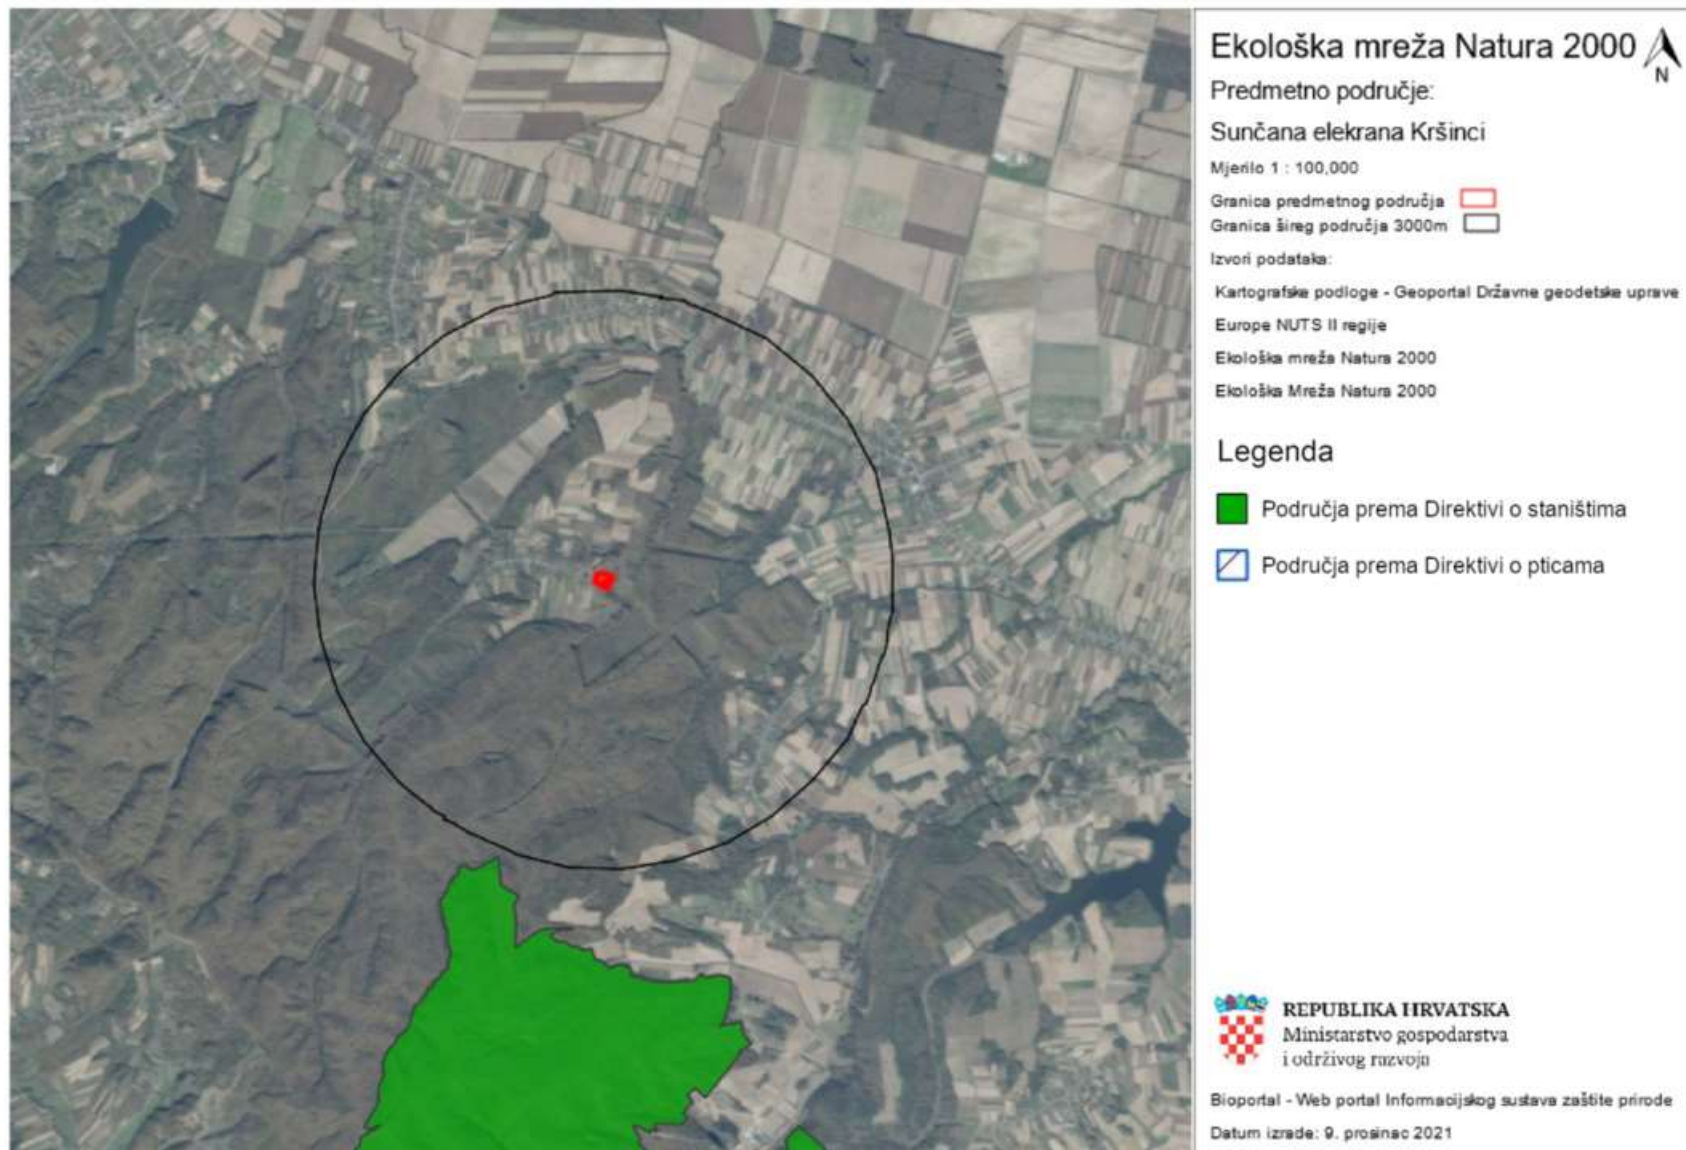 Ekološka mreža Natura 2000
N
Predmetno područje:
Sunčana elekrana Kršinci
Mjerilo 1 : 100,000
Granica predmetnog područja
Granica šireg područja 3000m
Izvori podataka:
Kartografske podloge - Geoportal Državne geodetske uprave
Europe NUTS II regije
Ekološka mreža Natura 2000
Ekološka Mreža Natura 2000
Legenda
Područja prema Direktivi o staništima
Područja prema Direktivi o pticama
REPUBLIKA HRVATSKA
Ministarstvo gospodarstva
i održivog razvoja
Bioportal - Web portal Informacijskog sustava zaštite prirode
Datum izrade: 9. prosinac 2021